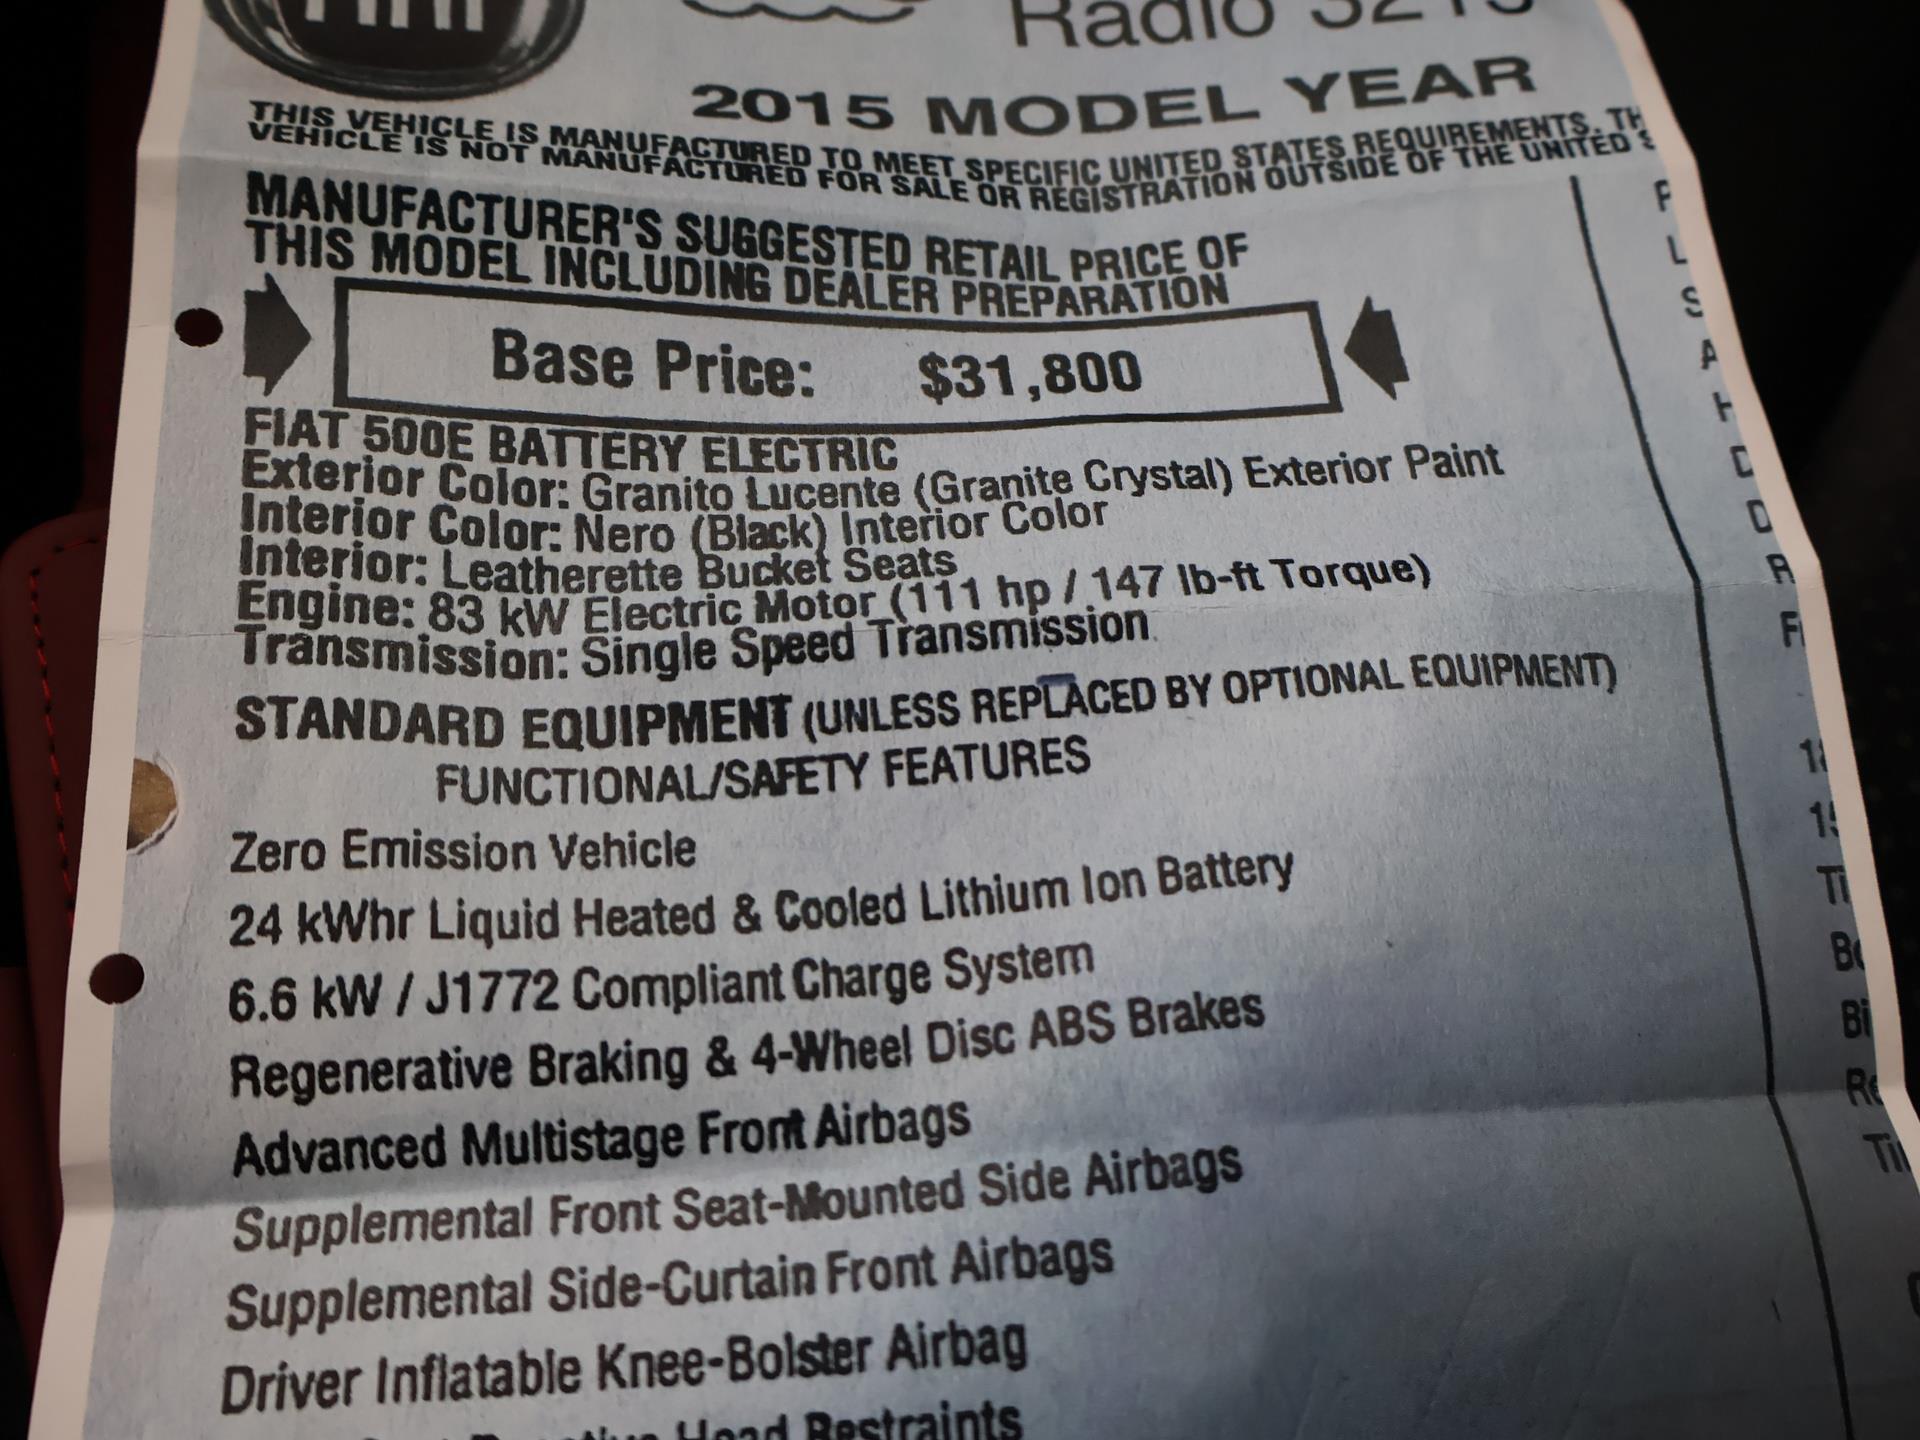 FIAT
Radio 3215
2015 MODEL YEAR
THIS VEHICLE IS MANUFACTURED TO MEET SPECIFIC UNITED STATES REQUIREMENTS. TH
VEHICLE IS NOT MANUFACTURED FOR SALE OR REGISTRATION OUTSIDE OF THE UNITED S
MANUFACTURER'S SUGGESTED RETAIL PRICE OF
THIS MODEL INCLUDING DEALER PREPARATION
Base Price: $31,800
FIAT 500E BATTERY ELECTRIC
Exterior Color: Granito Lucente (Granite Crystal) Exterior Paint
Interior Color: Nero (Black) Interior Color
Interior: Leatherette Bucket Seats
Engine: 83 kW Electric Motor (111 hp / 147 lb-ft Torque)
Transmission: Single Speed Transmission
STANDARD EQUIPMENT (UNLESS REPLACED BY OPTIONAL EQUIPMENT)
FUNCTIONAL/SAFETY FEATURES
Zero Emission Vehicle
24 kWhr Liquid Heated & Cooled Lithium Ion Battery
6.6 kW / J1772 Compliant Charge System
Regenerative Braking & 4-Wheel Disc ABS Brakes
Advanced Multistage Front Airbags
Supplemental Front Seat-Mounted Side Airbags
Supplemental Side-Curtain Front Airbags
Driver Inflatable Knee-Bolster Airbag
Head Restraints